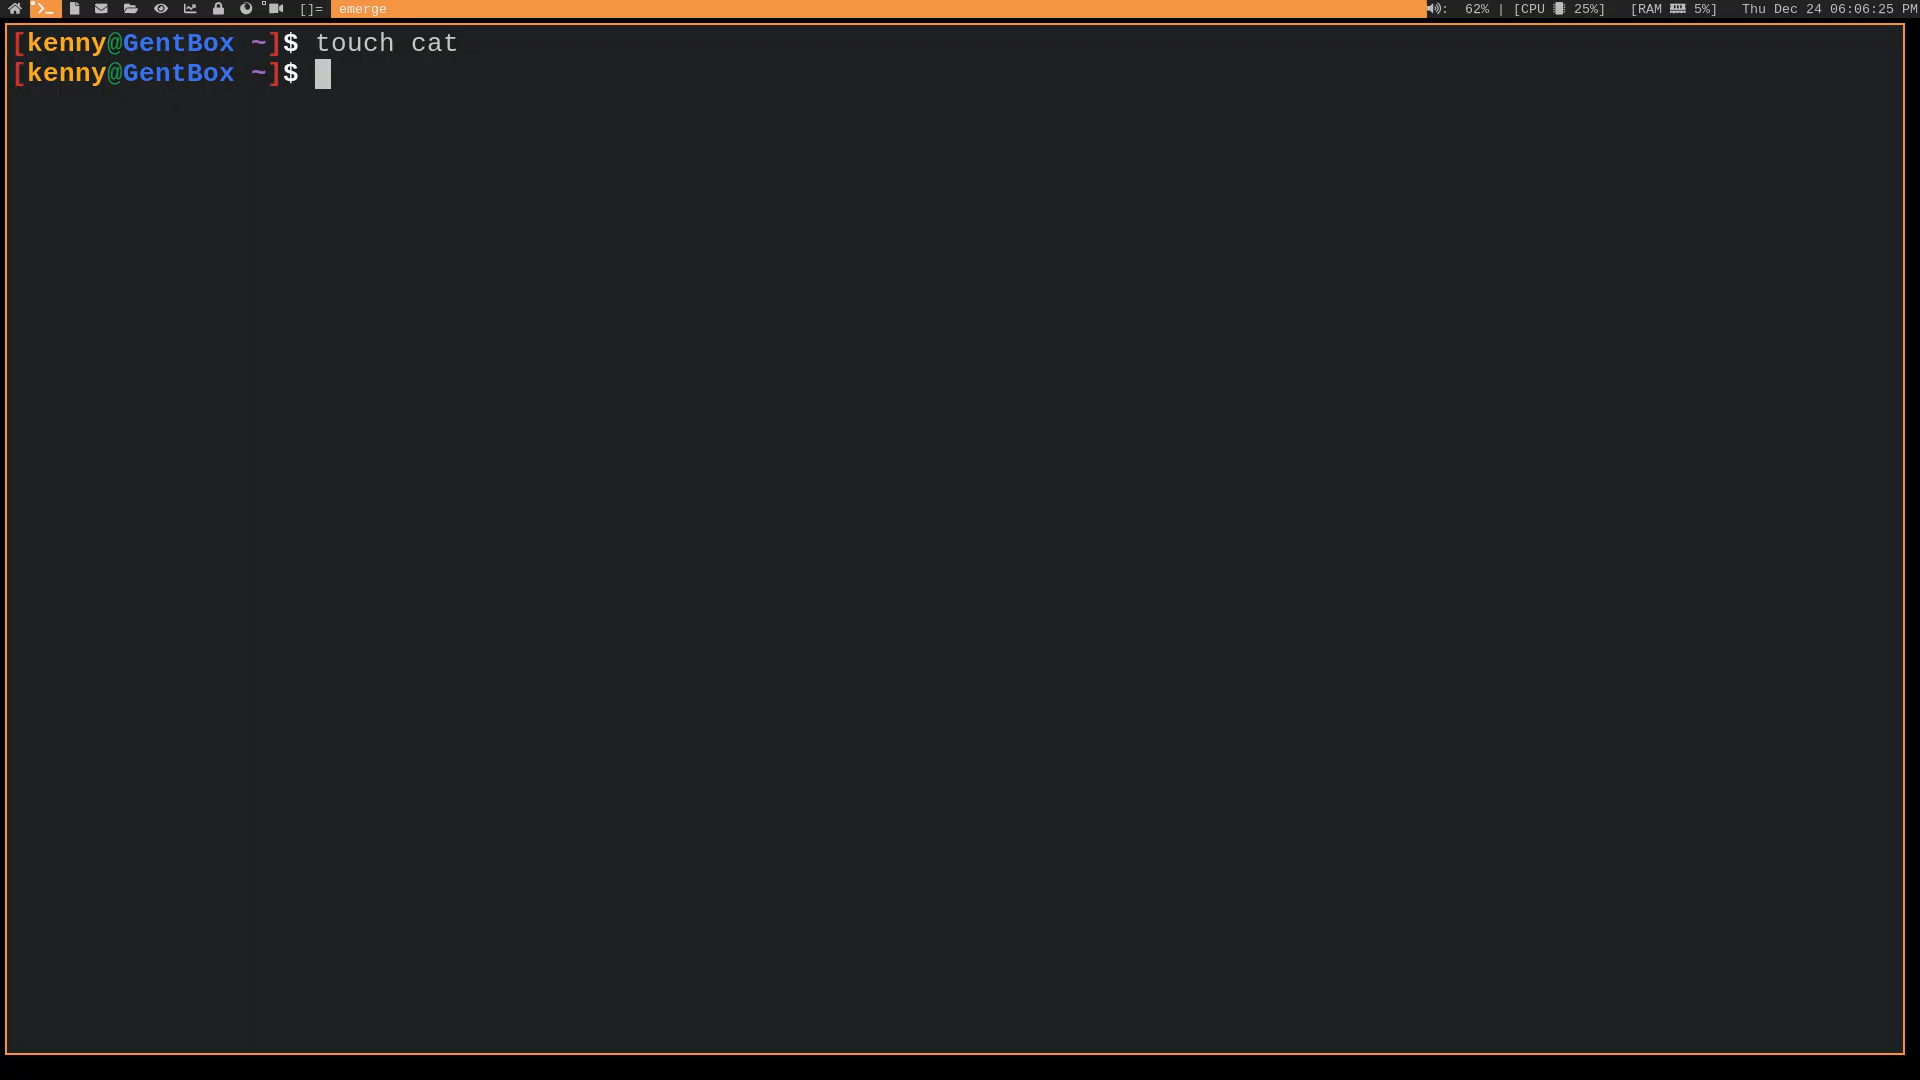 []= emerge : 62% | [CPU 25%] [RAM 5%] Thu Dec 24 06:06:25 PM
[kenny@GentBox ~]$ touch cat
[kenny@GentBox ~]$